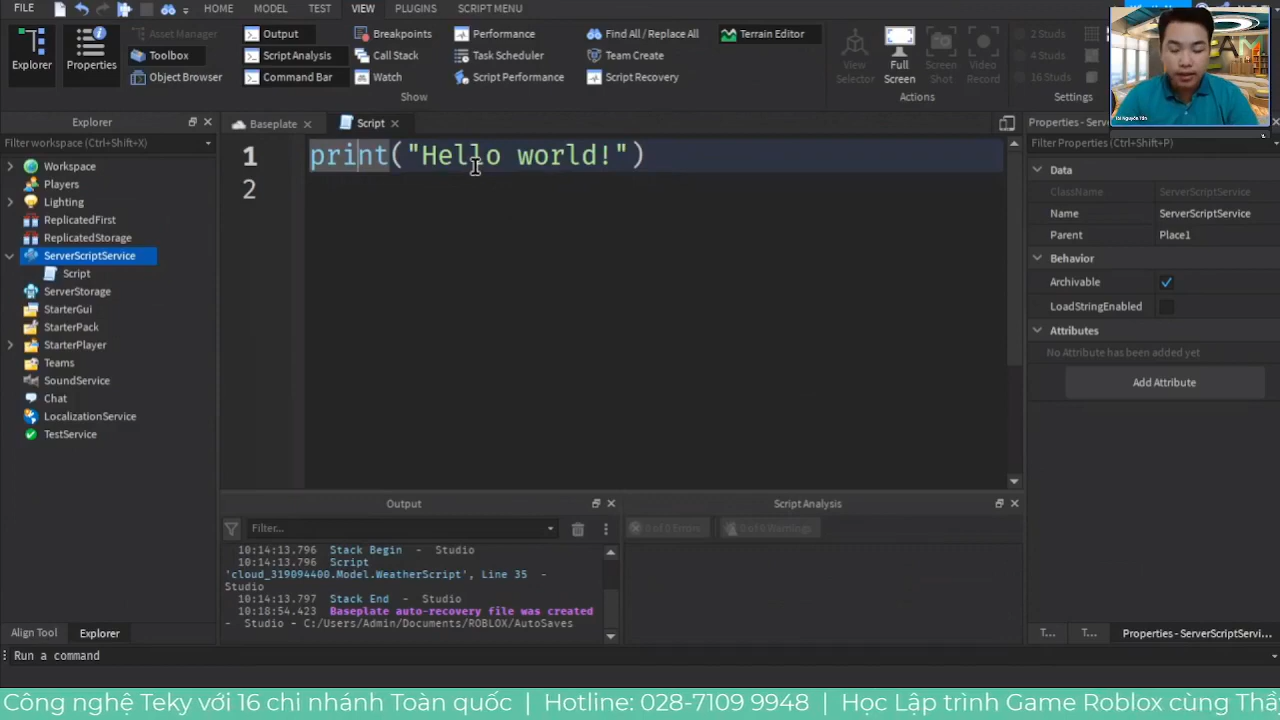 FILE HOME MODEL TEST VIEW PLUGINS SCRIPT MENU
Explorer Properties
Asset Manager
Toolbox
Object Browser
Output
Script Analysis
Command Bar
Breakpoints
Call Stack
Watch
Show
Performance
Task Scheduler
Script Performance
Find All / Replace All
Team Create
Script Recovery
Terrain Editor
View
Selector
Full
Screen
Screen
Shot
Video
Record
Actions
2 Studs
4 Studs
16 Studs
Settings
Explorer
Filter workspace (Ctrl+Shift+X)
Workspace
Players
Lighting
ReplicatedFirst
ReplicatedStorage
ServerScriptService
Script
ServerStorage
StarterGui
StarterPack
StarterPlayer
Teams
SoundService
Chat
LocalizationService
TestService
Align Tool Explorer
Baseplate Script
1 print("Hello world!")
2
Output
Filter...
10:14:13.796 Stack Begin - Studio
10:14:13.796 Script
'cloud_319094400.Model.WeatherScript', Line 35 -
Studio
10:14:13.797 Stack End - Studio
10:18:54.423 Baseplate auto-recovery file was created
- Studio - C:/Users/Admin/Documents/ROBLOX/AutoSaves
Script Analysis
0 of 0 Errors 0 of 0 Warnings
Filter Properties (Ctrl+Shift+P)
Data
ClassName ServerScriptService
Name ServerScriptService
Parent Place1
Behavior
Archivable
LoadStringEnabled
Attributes
No Attribute has been added yet
Add Attribute
T... T... Properties - ServerScriptServi...
Run a command
Công nghệ Teky với 16 chi nhánh Toàn quốc | Hotline: 028-7109 9948 | Học Lập trình Game Roblox cùng